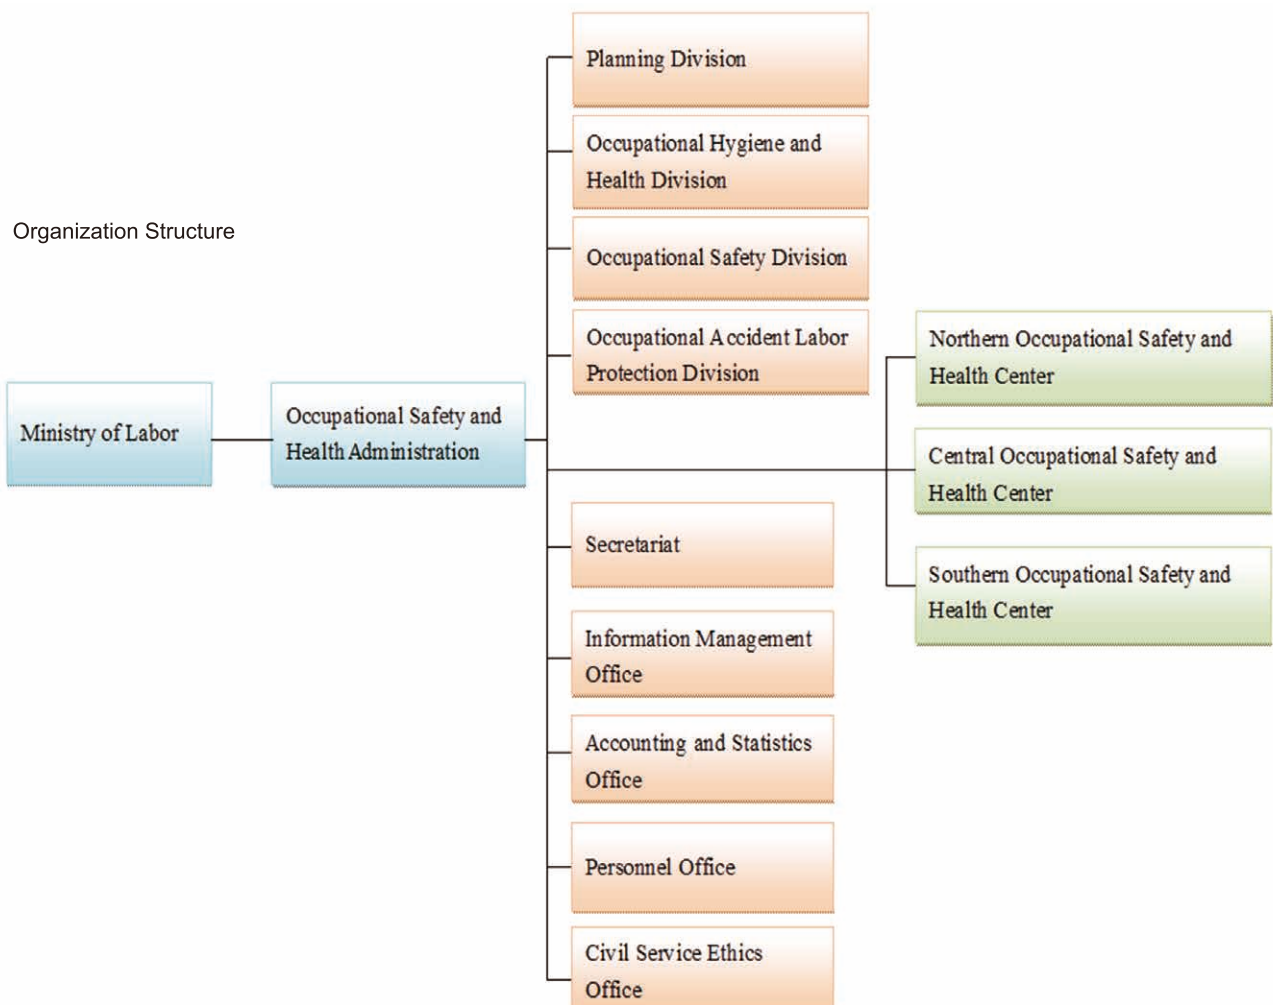 Organization Structure
Ministry of Labor
Occupational Safety and
Health Administration
Planning Division
Occupational Hygiene and
Health Division
Occupational Safety Division
Occupational Accident Labor
Protection Division
Secretariat
Information Management
Office
Accounting and Statistics
Office
Personnel Office
Civil Service Ethics
Office
Northern Occupational Safety and
Health Center
Central Occupational Safety and
Health Center
Southern Occupational Safety and
Health Center